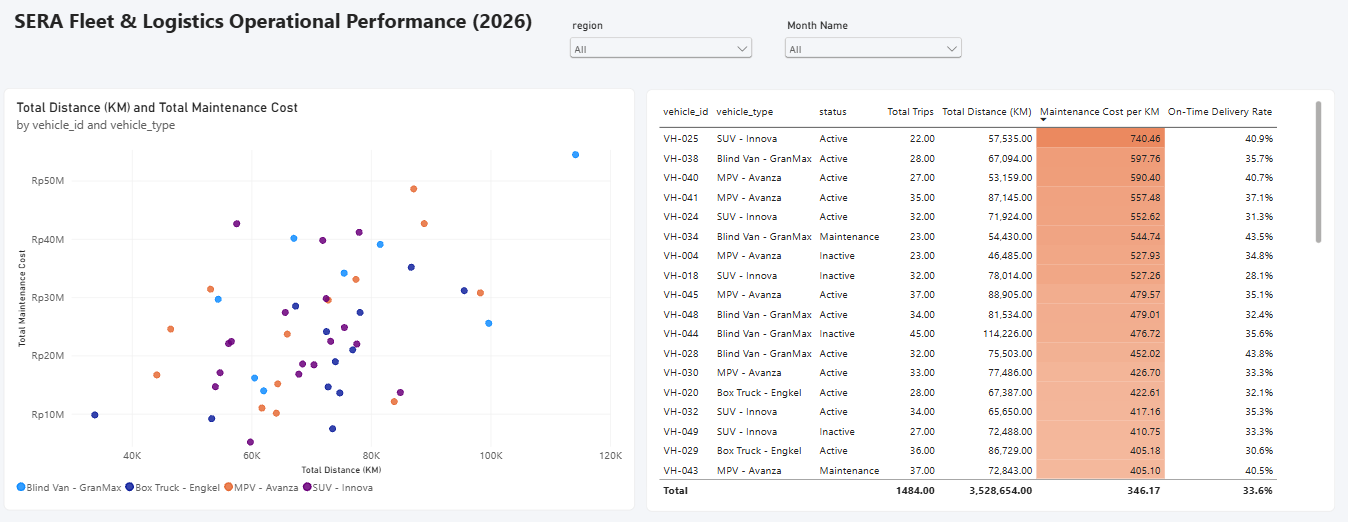 SERA Fleet & Logistics Operational Performance (2026)
region
Month Name
All
All
Total Distance (KM) and Total Maintenance Cost
by vehicle_id and vehicle_type
Total Maintenance Cost
Rp50M
Rp40M
Rp30M
Rp20M
Rp10M
40K 60K 80K 100K 120K
Total Distance (KM)
Blind Van - GranMax Box Truck - Engkel MPV - Avanza SUV - Innova
vehicle_id vehicle_type status Total Trips Total Distance (KM) Maintenance Cost per KM On-Time Delivery Rate
VH-025 SUV - Innova Active 22.00 57,535.00 740.46 40.9%
VH-038 Blind Van - GranMax Active 28.00 67,094.00 597.76 35.7%
VH-040 MPV - Avanza Active 27.00 53,159.00 590.40 40.7%
VH-041 MPV - Avanza Active 35.00 87,145.00 557.48 37.1%
VH-024 SUV - Innova Active 32.00 71,924.00 552.62 31.3%
VH-034 Blind Van - GranMax Maintenance 23.00 54,430.00 544.74 43.5%
VH-004 MPV - Avanza Inactive 23.00 46,485.00 527.93 34.8%
VH-018 SUV - Innova Inactive 32.00 78,014.00 527.26 28.1%
VH-045 MPV - Avanza Active 37.00 88,905.00 479.57 35.1%
VH-048 Blind Van - GranMax Active 34.00 81,534.00 479.01 32.4%
VH-044 Blind Van - GranMax Inactive 45.00 114,226.00 476.72 35.6%
VH-028 Blind Van - GranMax Active 32.00 75,503.00 452.02 43.8%
VH-030 MPV - Avanza Active 33.00 77,486.00 426.70 33.3%
VH-020 Box Truck - Engkel Active 28.00 67,387.00 422.61 32.1%
VH-032 SUV - Innova Active 34.00 65,650.00 417.16 35.3%
VH-049 SUV - Innova Inactive 27.00 72,488.00 410.75 33.3%
VH-029 Box Truck - Engkel Active 36.00 86,729.00 405.18 30.6%
VH-043 MPV - Avanza Maintenance 37.00 72,843.00 405.10 40.5%
Total 1484.00 3,528,654.00 346.17 33.6%